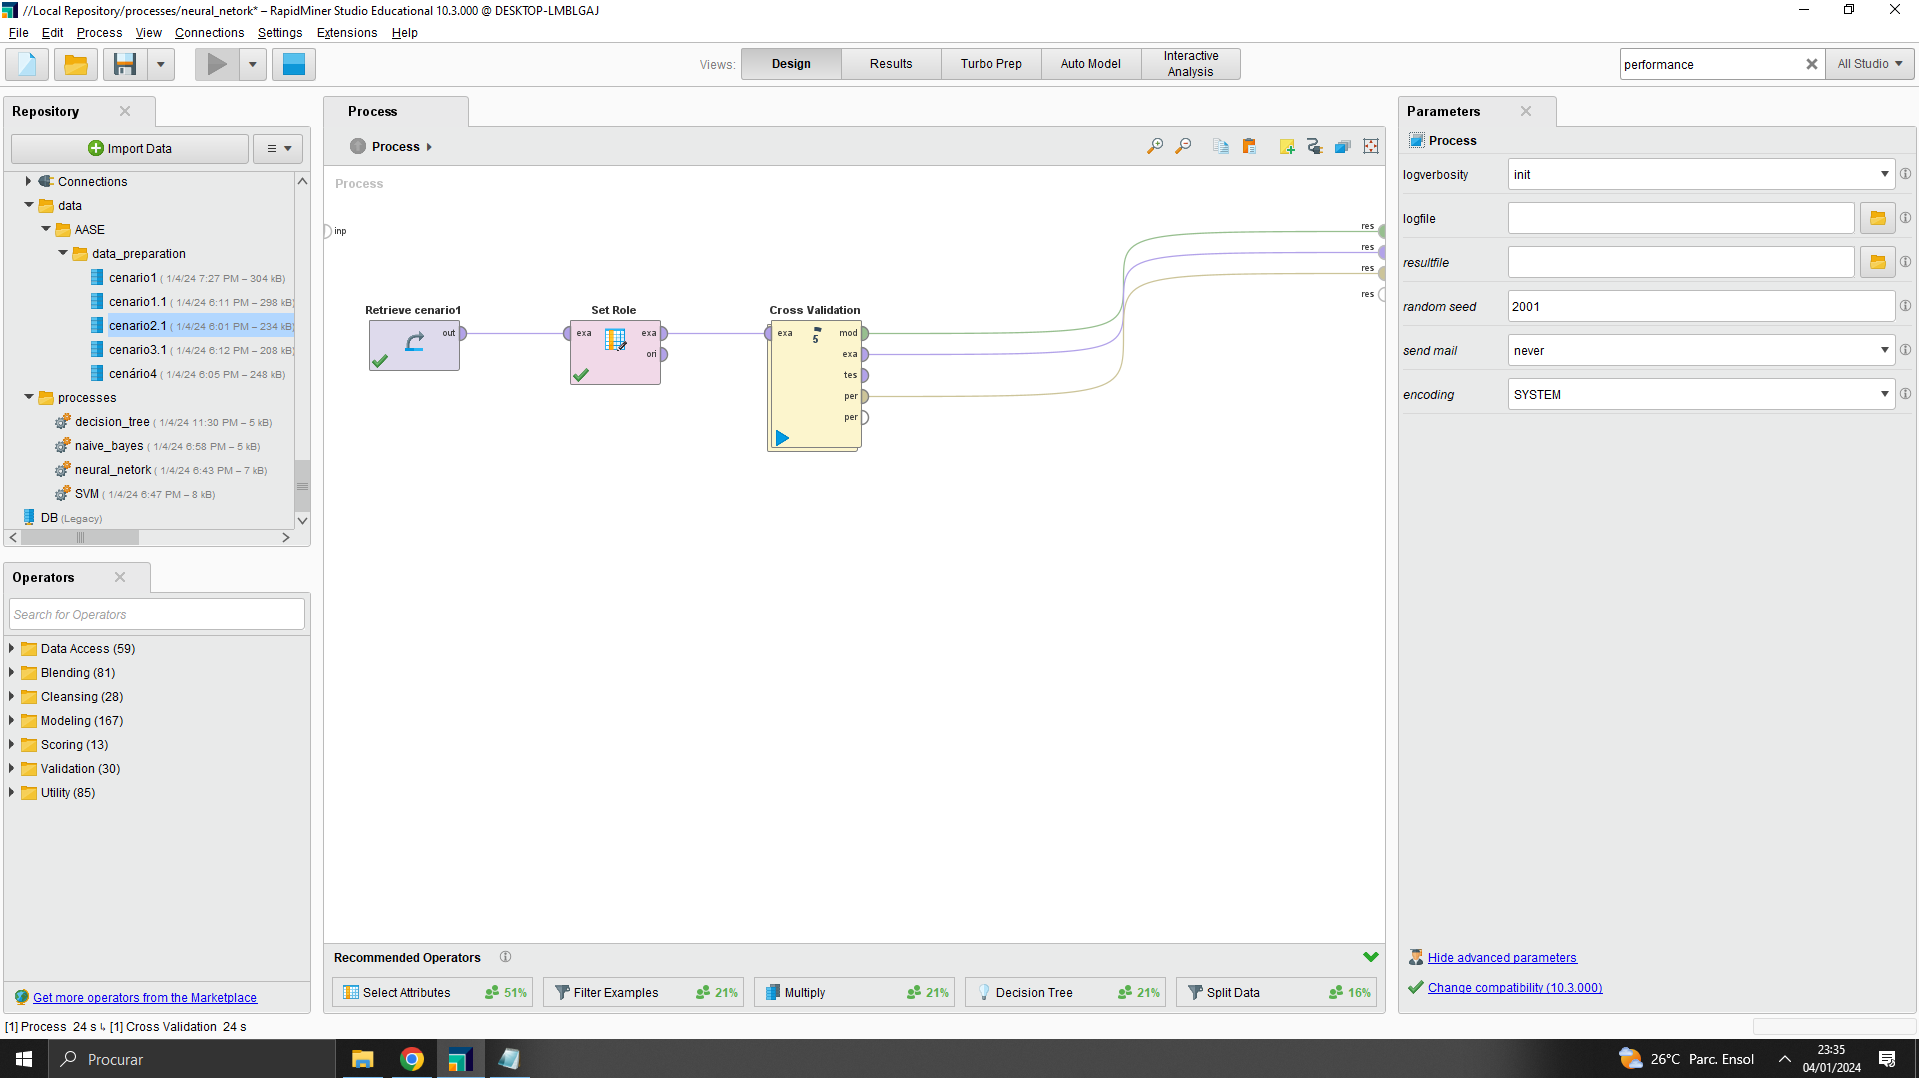 //Local Repository/processes/neural_netork* – RapidMiner Studio Educational 10.3.000 @ DESKTOP-LMBLGAJ
File Edit Process View Connections Settings Extensions Help
Views: Design Results Turbo Prep Auto Model Interactive Analysis
performance All Studio
Repository
Import Data
Connections
data
AASE
data_preparation
cenario1 ( 1/4/24 7:27 PM – 304 kB)
cenario1.1 ( 1/4/24 6:11 PM – 298 kB)
cenario2.1 ( 1/4/24 6:01 PM – 234 kB)
cenario3.1 ( 1/4/24 6:12 PM – 208 kB)
cenário4 ( 1/4/24 6:05 PM – 248 kB)
processes
decision_tree ( 1/4/24 11:30 PM – 5 kB)
naive_bayes ( 1/4/24 6:58 PM – 5 kB)
neural_netork ( 1/4/24 6:43 PM – 7 kB)
SVM ( 1/4/24 6:47 PM – 8 kB)
DB (Legacy)
Operators
Search for Operators
Data Access (59)
Blending (81)
Cleansing (28)
Modeling (167)
Scoring (13)
Validation (30)
Utility (85)
Get more operators from the Marketplace
Process
Process
Process
inp
res
res
res
res
Retrieve cenario1
out
Set Role
exa exa
ori
Cross Validation
exa 5 mod
exa
tes
per
per
Recommended Operators
Select Attributes 51%
Filter Examples 21%
Multiply 21%
Decision Tree 21%
Split Data 16%
Parameters
Process
logverbosity init
logfile
resultfile
random seed 2001
send mail never
encoding SYSTEM
Hide advanced parameters
Change compatibility (10.3.000)
[1] Process 24 s ↳ [1] Cross Validation 24 s
Procurar
26°C Parc. Ensol
23:35
04/01/2024